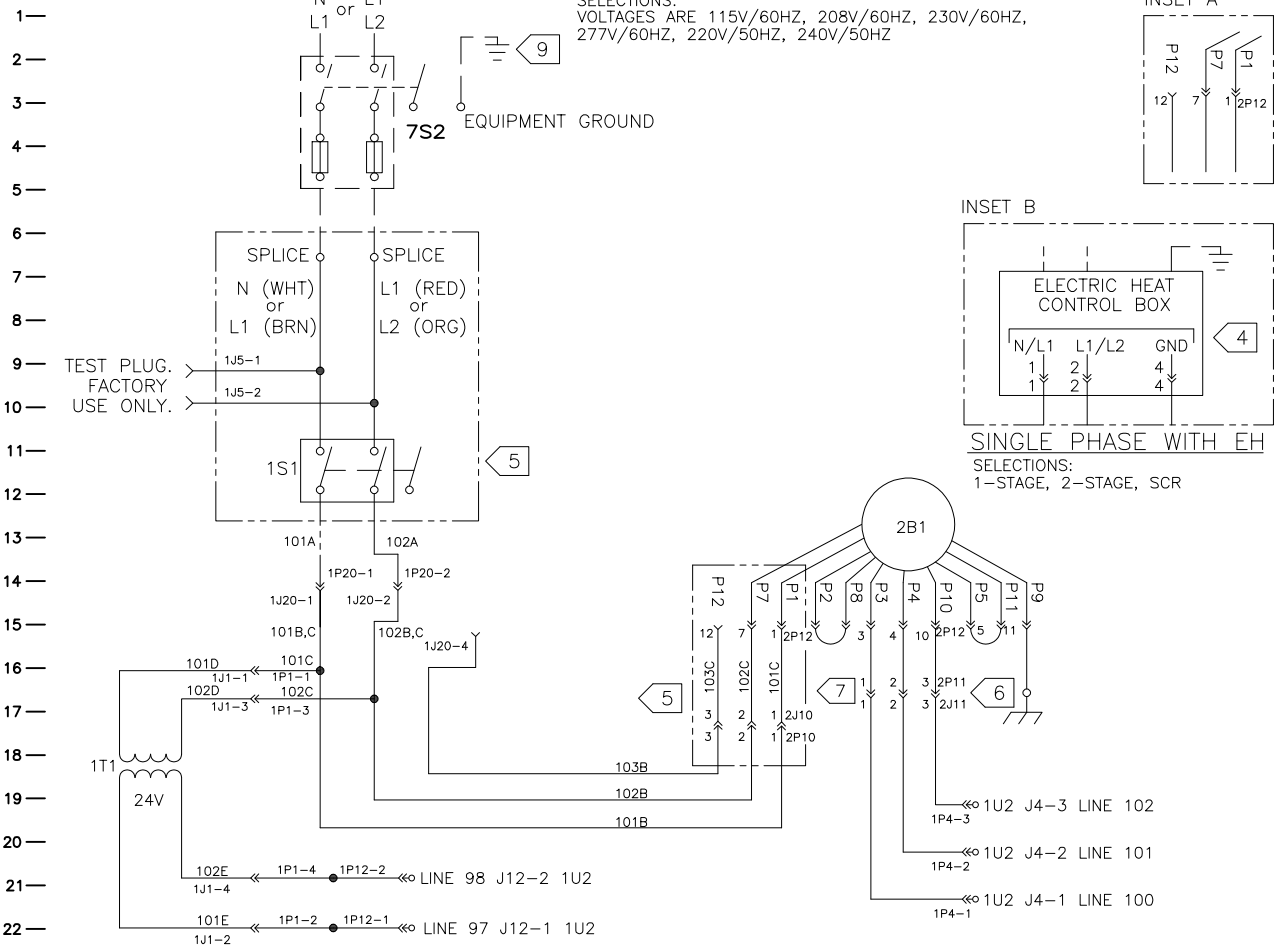 N or L1
L1 L2
SELECTIONS:
VOLTAGES ARE 115V/60HZ, 208V/60HZ, 230V/60HZ,
277V/60HZ, 220V/50HZ, 240V/50HZ
INSET A
1
2
3
4
5
6
7
8
9
10
11
12
13
14
15
16
17
18
19
20
21
22
9
7S2
EQUIPMENT GROUND
P12
P7
P1
12
7
1
2P12
INSET B
ELECTRIC HEAT
CONTROL BOX
N/L1 L1/L2 GND
1 2 4
1 2 4
4
SINGLE PHASE WITH EH
SELECTIONS:
1-STAGE, 2-STAGE, SCR
SPLICE
SPLICE
N (WHT)
or
L1 (BRN)
L1 (RED)
or
L2 (ORG)
TEST PLUG.
FACTORY
USE ONLY.
1J5-1
1J5-2
1S1
5
101A
102A
1P20-1
1P20-2
1J20-1
1J20-2
101B,C
102B,C
1J20-4
101D
1J1-1
101C
1P1-1
102D
1J1-3
102C
1P1-3
1T1
24V
102E
1J1-4
1P1-4
1P12-2
LINE 98 J12-2 1U2
101E
1J1-2
1P1-2
1P12-1
LINE 97 J12-1 1U2
2B1
P12
P7
P1
P2
P8
P3
P4
P10
P5
P11
P9
12
7
1
2P12
3
4
10
2P12
5
11
103C
102C
101C
5
7
6
3
2
1
2J10
3
2
1
2P10
1
2
3
2P11
1
2
3
2J11
103B
102B
101B
1P4-3
1U2 J4-3 LINE 102
1P4-2
1U2 J4-2 LINE 101
1P4-1
1U2 J4-1 LINE 100